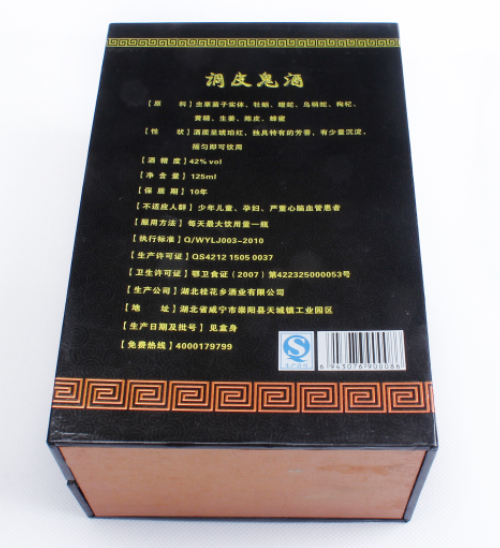 调皮鬼酒
【原 料】虫草菌子实体、牡蛎、蝮蛇、乌梢蛇、枸杞、
黄精、生姜、陈皮、蜂蜜
【性 状】酒质呈琥珀红，独具特有的芳香，有少量沉淀，
摇匀即可饮用
【酒 精 度】42% vol
【净 含 量】125ml
【保 质 期】10年
【不适应人群】少年儿童、孕妇、严重心脑血管患者
【服用方法】每天最大饮用量一瓶
【执行标准】Q/WYLJ003-2010
【生产许可证】QS4212 1505 0037
【卫生许可证】鄂卫食证（2007）第422325000053号
【生产公司】湖北桂花乡酒业有限公司
【地 址】湖北省咸宁市崇阳县天城镇工业园区
【生产日期及批号】见盒身
【免费热线】4000179799
QS
6 943076 900086